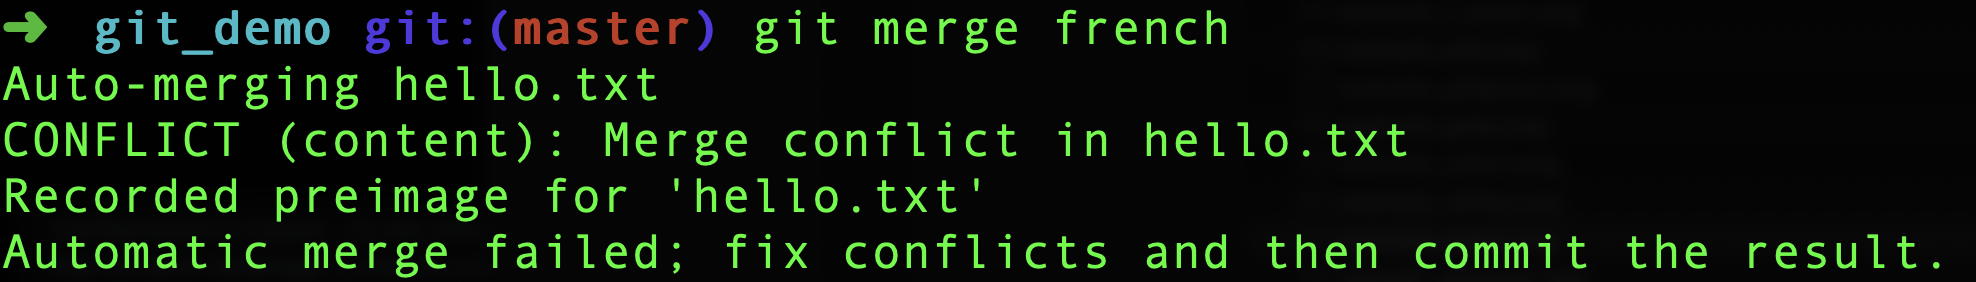 ➜ git_demo git:(master) git merge french
Auto-merging hello.txt
CONFLICT (content): Merge conflict in hello.txt
Recorded preimage for 'hello.txt'
Automatic merge failed; fix conflicts and then commit the result.